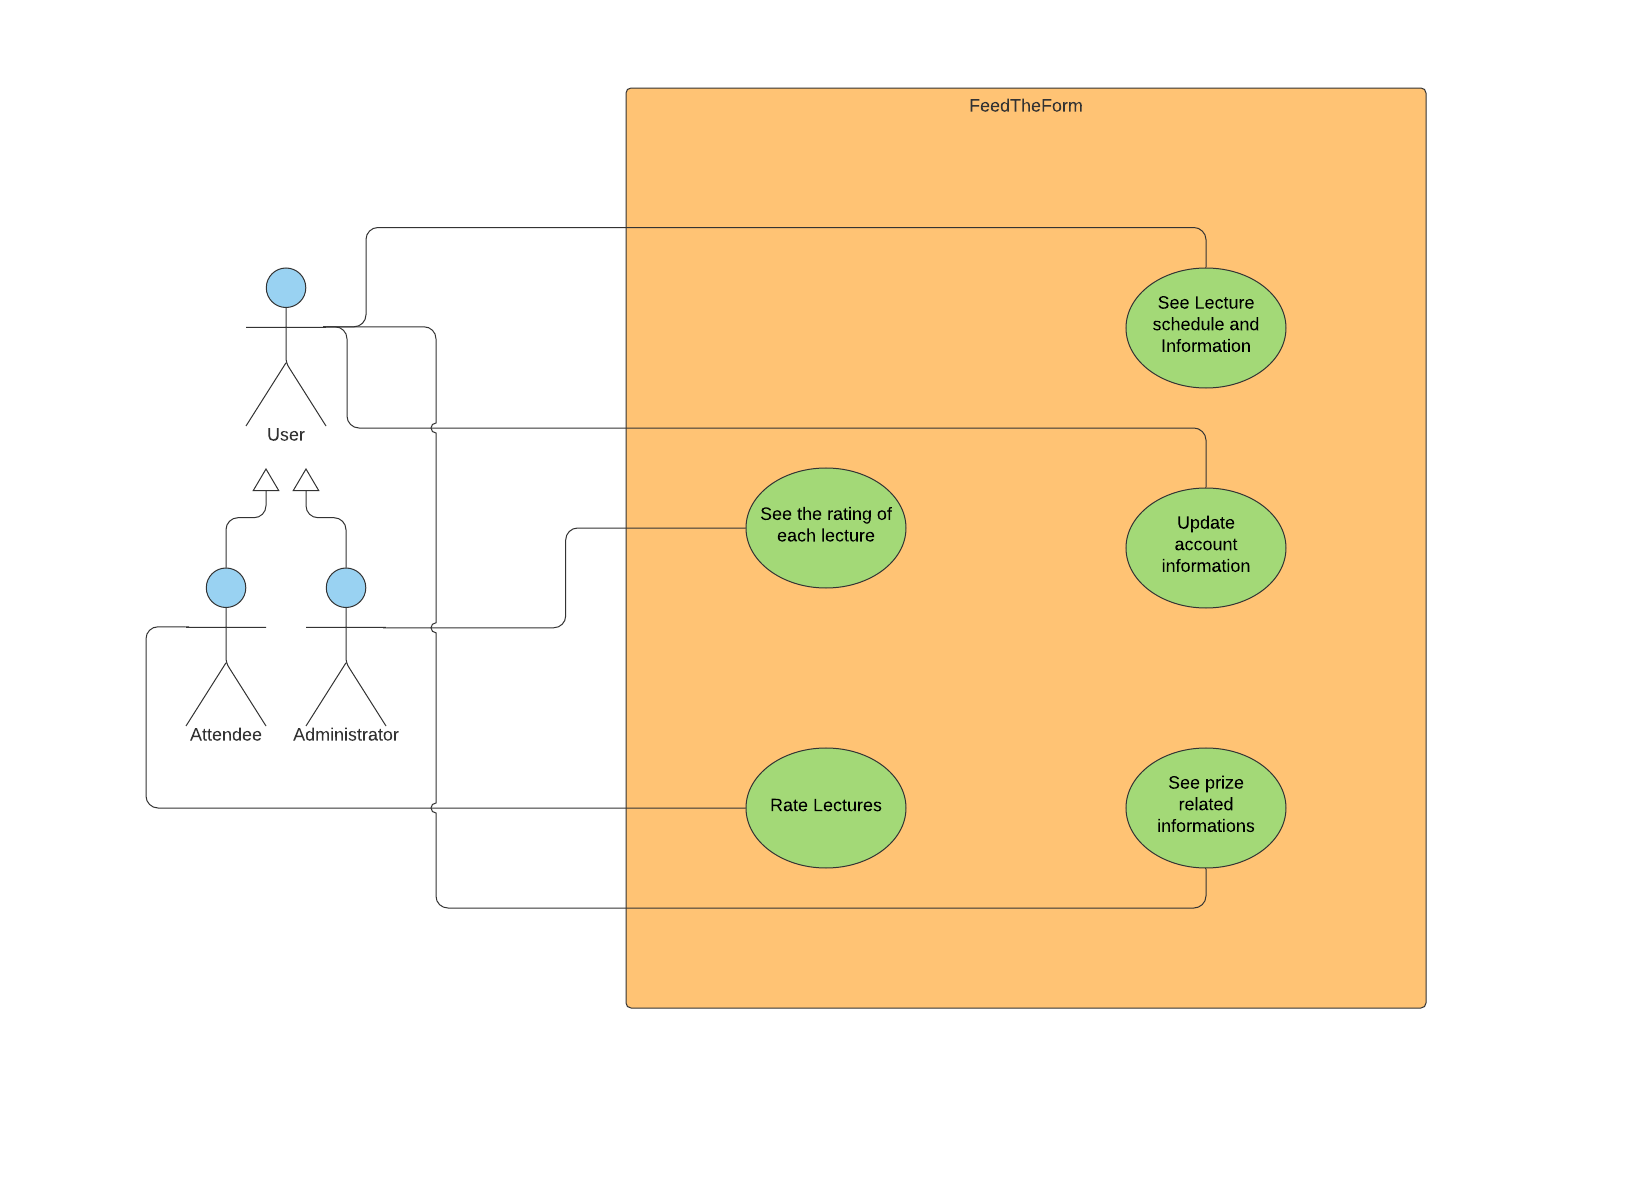 FeedTheForm
See Lecture
schedule and
Information
User
See the rating of
each lecture
Update
account
information
Attendee
Administrator
Rate Lectures
See prize
related
informations